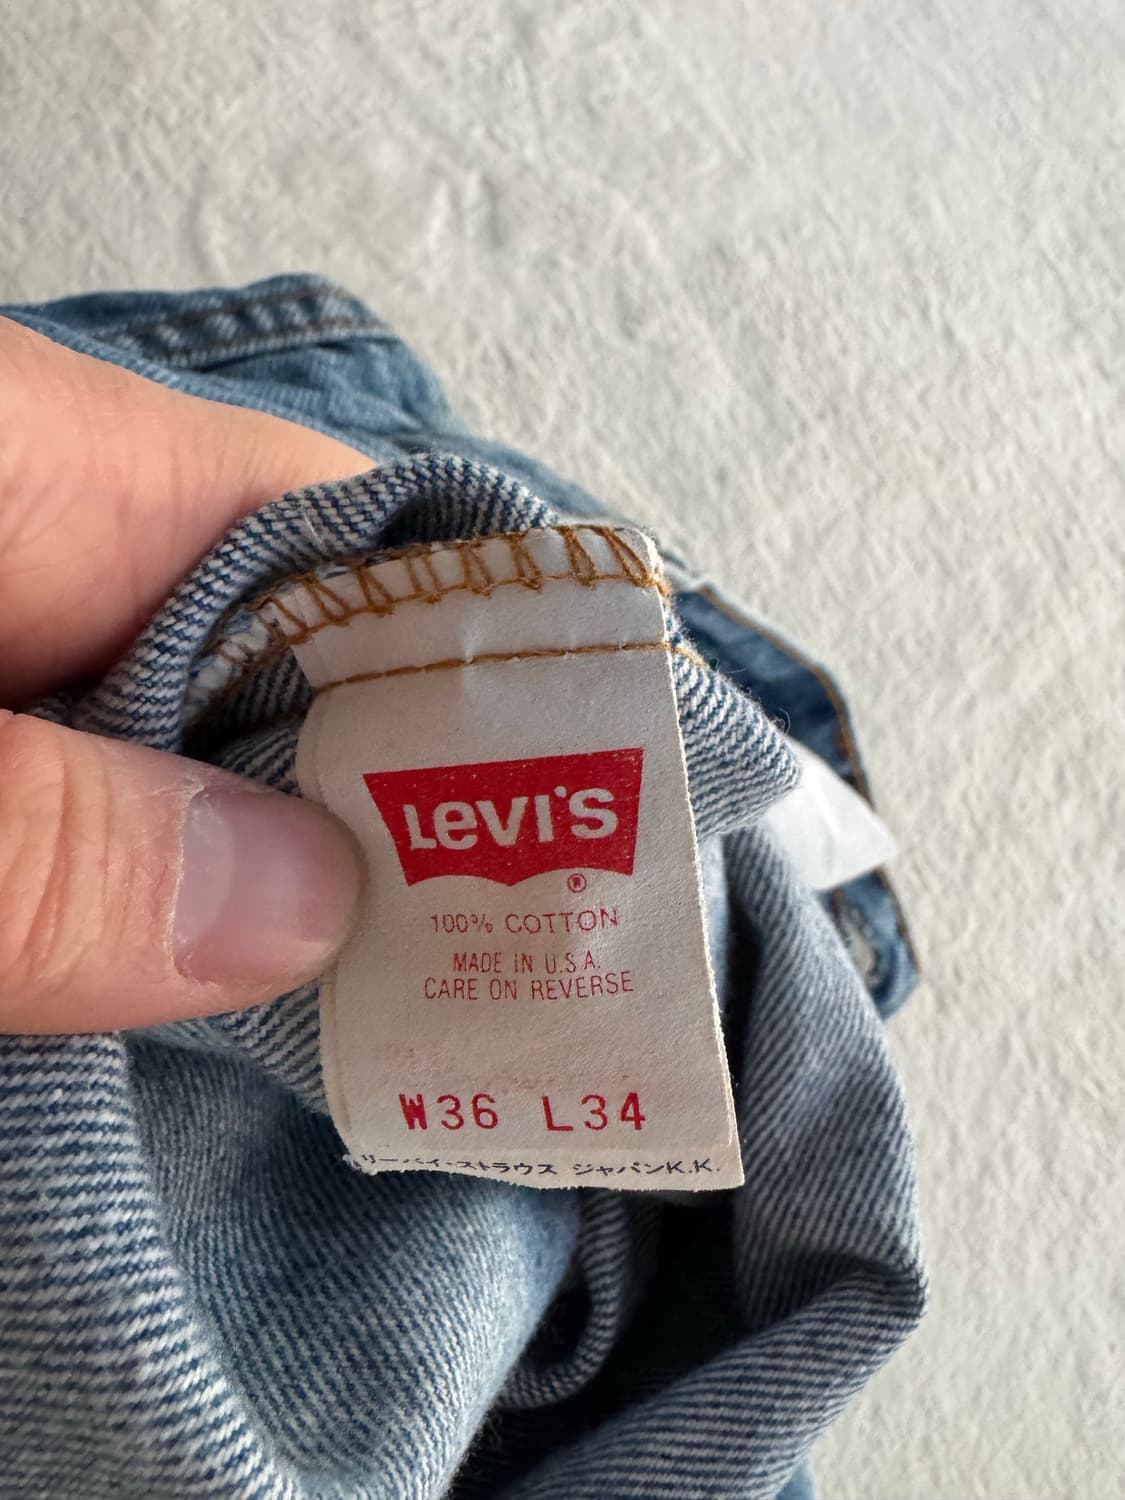 LEVI'S
®
100% COTTON
MADE IN U.S.A.
CARE ON REVERSE
W36 L34
リーバイ・ストラウス ジャパンK.K.